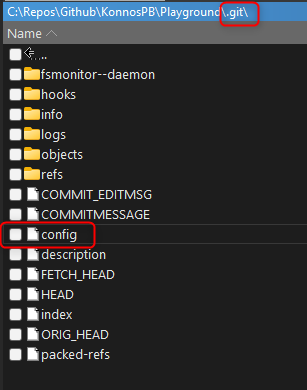 C:\Repos\Github\KonnosPB\Playground\.git\
Name
..
fsmonitor--daemon
hooks
info
logs
objects
refs
COMMIT_EDITMSG
COMMITMESSAGE
config
description
FETCH_HEAD
HEAD
index
ORIG_HEAD
packed-refs